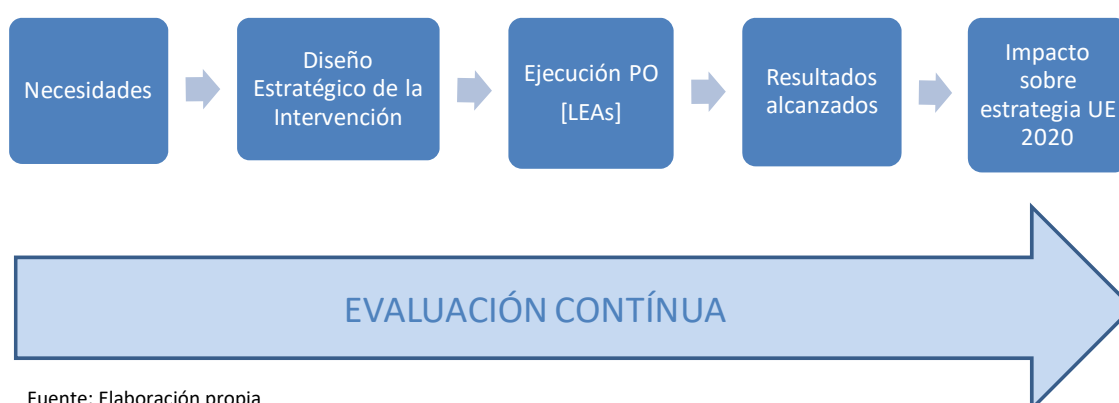 Necesidades
Diseño
Estratégico de la
Intervención
Ejecución PO
[LEAs]
Resultados
alcanzados
Impacto
sobre
estrategia UE
2020
EVALUACIÓN CONTÍNUA
Fuente: Elaboración propia